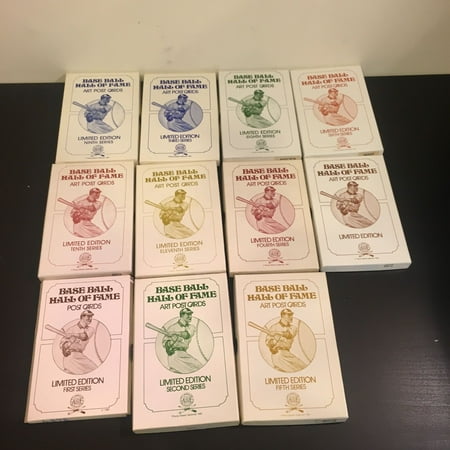 BASE BALL
HALL OF FAME
ART POST CARDS
LIMITED EDITION
NINTH SERIES
BASE BALL
HALL OF FAME
ART POST CARDS
LIMITED EDITION
THIRD SERIES
BASE BALL
HALL OF FAME
ART POST CARDS
LIMITED EDITION
EIGHTH SERIES
BASE BALL
HALL OF FAME
ART POST CARDS
LIMITED EDITION
SIXTH SERIES
BASE BALL
HALL OF FAME
ART POST CARDS
LIMITED EDITION
TENTH SERIES
BASE BALL
HALL OF FAME
ART POST CARDS
LIMITED EDITION
ELEVENTH SERIES
BASE BALL
HALL OF FAME
ART POST CARDS
LIMITED EDITION
FOURTH SERIES
BASE BALL
HALL OF FAME
ART POST CARDS
LIMITED EDITION
BASE BALL
HALL OF FAME
POST CARDS
LIMITED EDITION
FIRST SERIES
BASE BALL
HALL OF FAME
ART POST CARDS
LIMITED EDITION
SECOND SERIES
BASE BALL
HALL OF FAME
ART POST CARDS
LIMITED EDITION
FIFTH SERIES